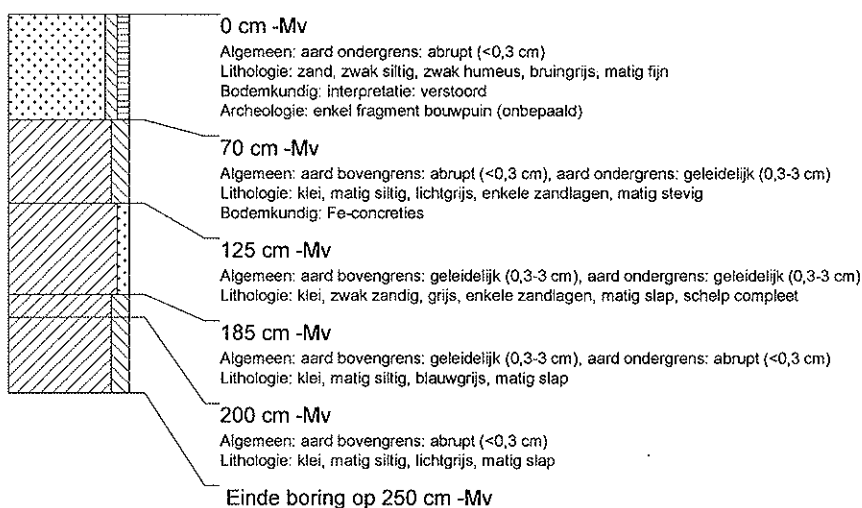 0 cm -Mv
Algemeen: aard ondergrens: abrupt (<0,3 cm)
Lithologie: zand, zwak siltig, zwak humeus, bruingrijs, matig fijn
Bodemkundig: interpretatie: verstoord
Archeologie: enkel fragment bouwpuin (onbepaald)
70 cm -Mv
Algemeen: aard bovengrens: abrupt (<0,3 cm), aard ondergrens: geleidelijk (0,3-3 cm)
Lithologie: klei, matig siltig, lichtgrijs, enkele zandlagen, matig stevig
Bodemkundig: Fe-concreties
125 cm -Mv
Algemeen: aard bovengrens: geleidelijk (0,3-3 cm), aard ondergrens: geleidelijk (0,3-3 cm)
Lithologie: klei, zwak zandig, grijs, enkele zandlagen, matig slap, schelp compleet
185 cm -Mv
Algemeen: aard bovengrens: geleidelijk (0,3-3 cm), aard ondergrens: abrupt (<0,3 cm)
Lithologie: klei, matig siltig, blauwgrijs, matig slap
200 cm -Mv
Algemeen: aard bovengrens: abrupt (<0,3 cm)
Lithologie: klei, matig siltig, lichtgrijs, matig slap
Einde boring op 250 cm -Mv